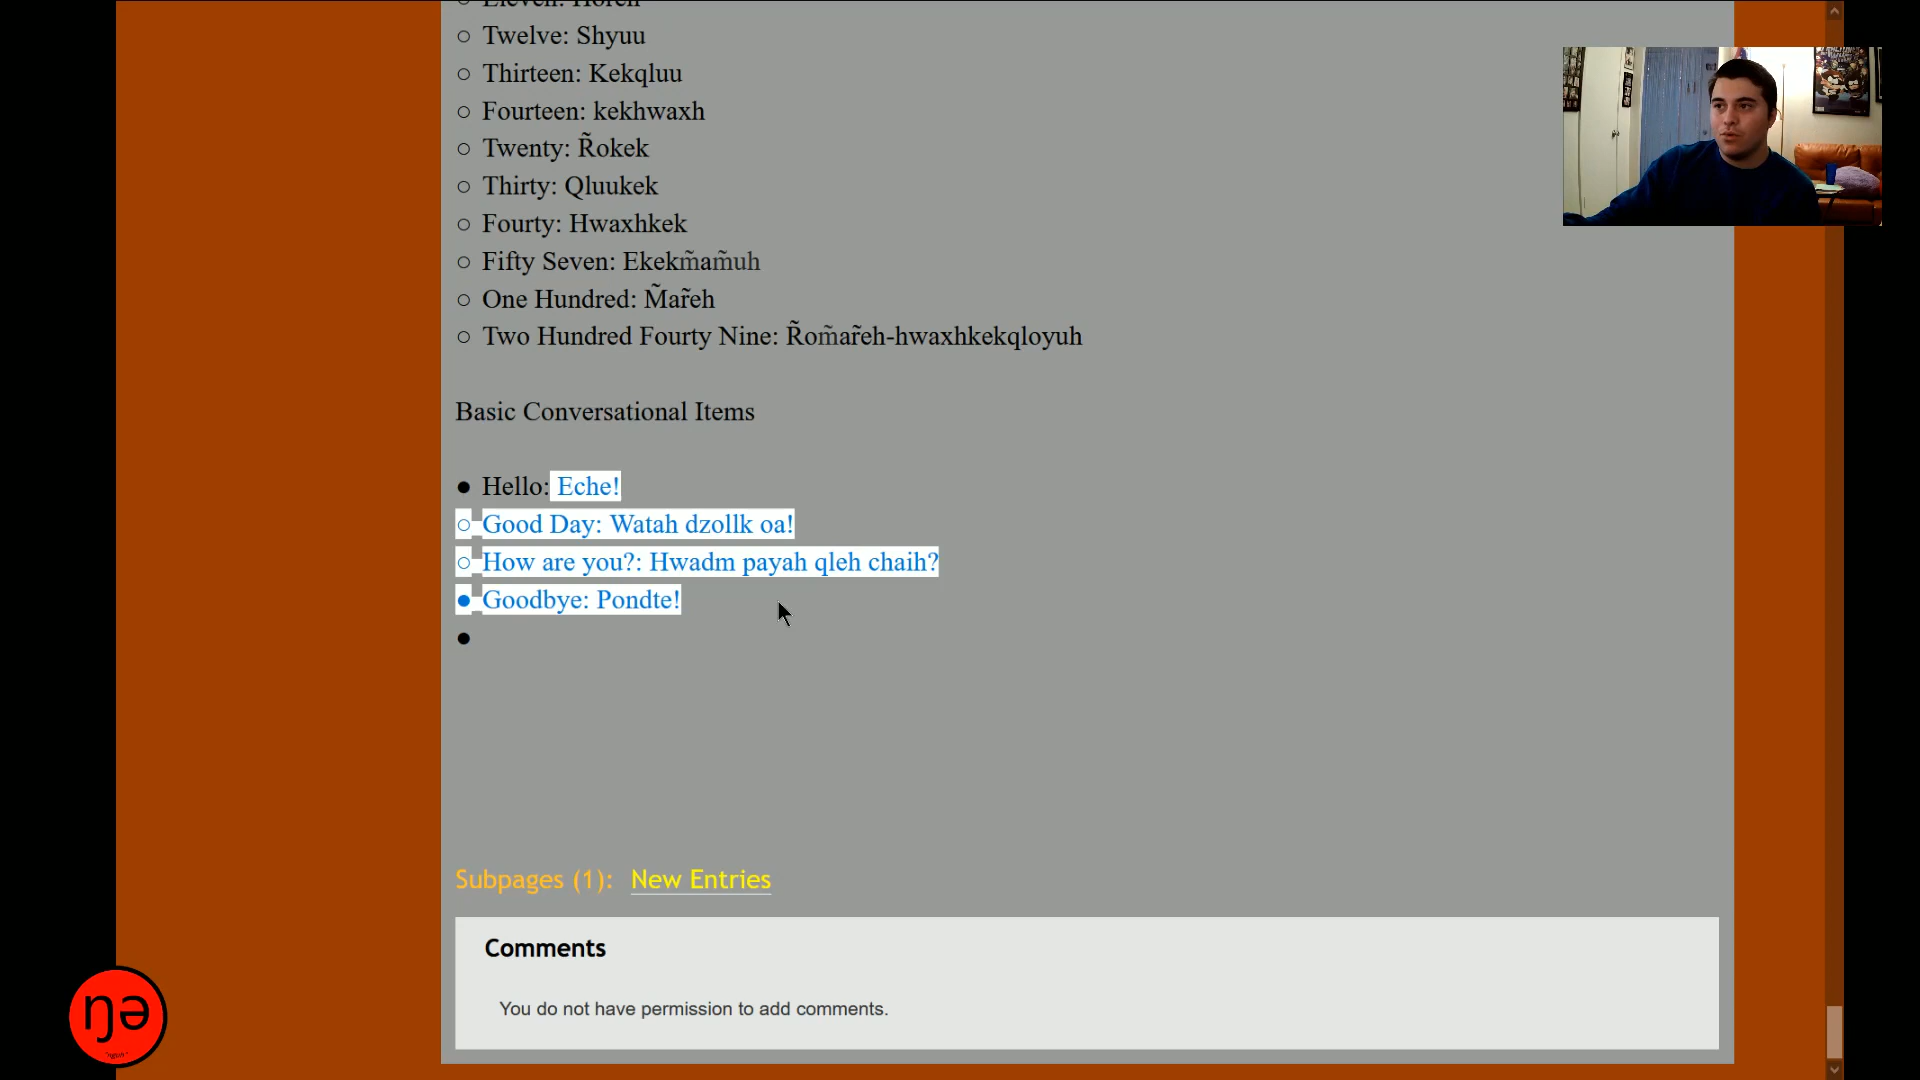 ○ Eleven: Horeh
○ Twelve: Shyuu
○ Thirteen: Kekqluu
○ Fourteen: kekhwaxh
○ Twenty: R̃okek
○ Thirty: Qluukek
○ Fourty: Hwaxhkek
○ Fifty Seven: Ekekm̃am̃uh
○ One Hundred: M̃ar̃eh
○ Two Hundred Fourty Nine: R̃om̃ar̃eh-hwaxhkekqloyuh
Basic Conversational Items
● Hello: Eche!
○ Good Day: Watah dzollk oa!
○ How are you?: Hwadm payah qleh chaih?
● Goodbye: Pondte!
●
Subpages (1): New Entries
Comments
You do not have permission to add comments.
ŋə